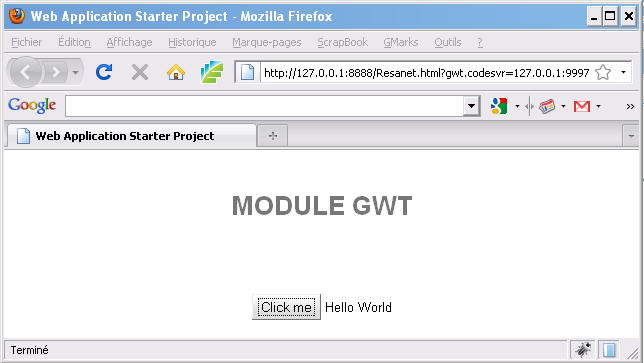 Web Application Starter Project - Mozilla Firefox
Fichier Édition Affichage Historique Marque-pages ScrapBook GMarks Outils ?
http://127.0.0.1:8888/Resanet.html?gwt.codesvr=127.0.0.1:9997
Google
Web Application Starter Project
MODULE GWT
Click me Hello World
Terminé